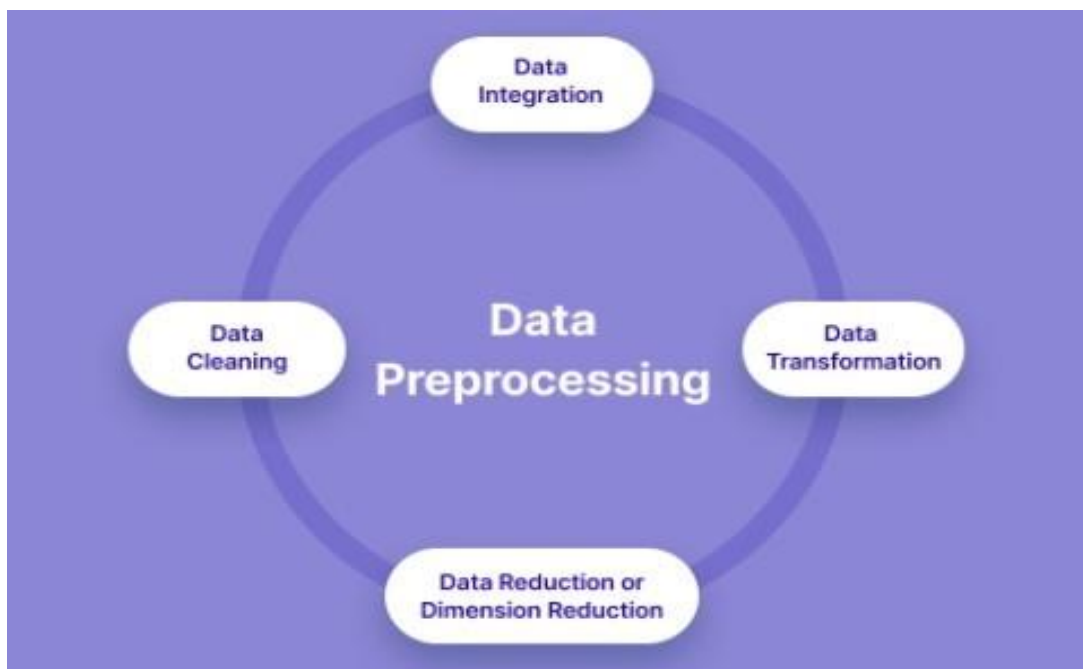 Data
Integration
Data
Cleaning
Data
Preprocessing
Data
Transformation
Data Reduction or
Dimension Reduction